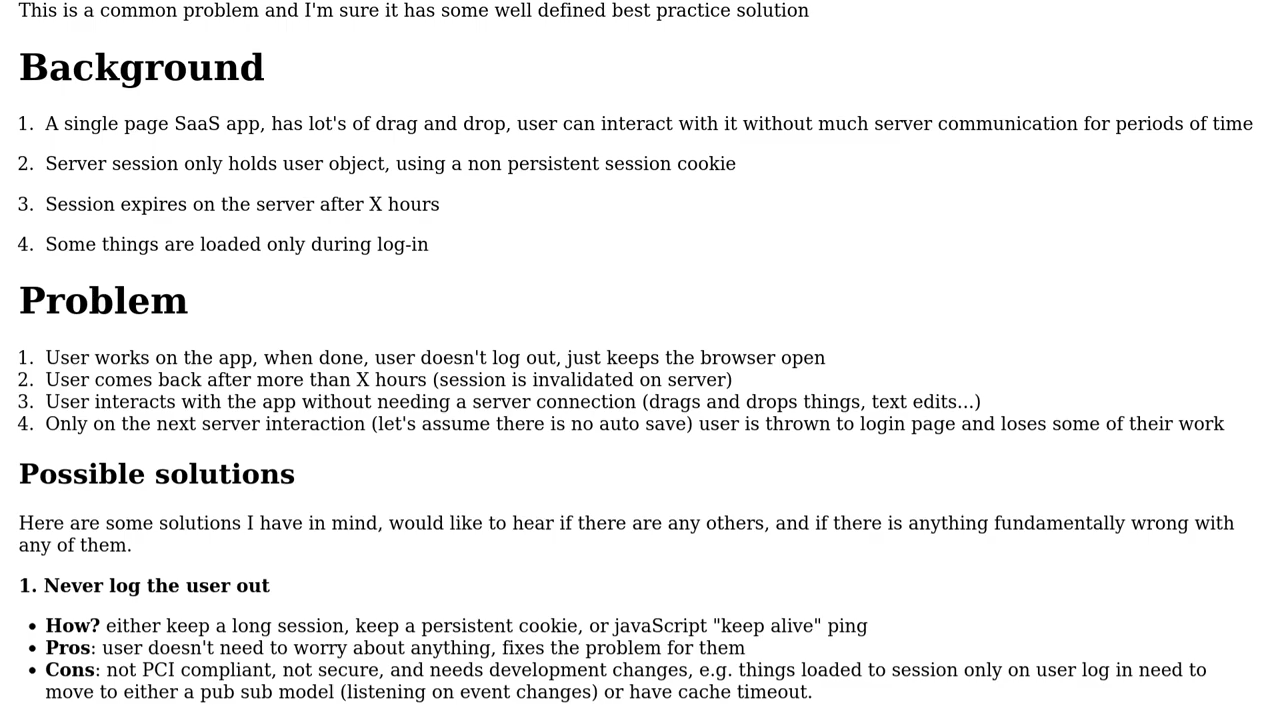 This is a common problem and I'm sure it has some well defined best practice solution
Background
1. A single page SaaS app, has lot's of drag and drop, user can interact with it without much server communication for periods of time
2. Server session only holds user object, using a non persistent session cookie
3. Session expires on the server after X hours
4. Some things are loaded only during log-in
Problem
1. User works on the app, when done, user doesn't log out, just keeps the browser open
2. User comes back after more than X hours (session is invalidated on server)
3. User interacts with the app without needing a server connection (drags and drops things, text edits...)
4. Only on the next server interaction (let's assume there is no auto save) user is thrown to login page and loses some of their work
Possible solutions
Here are some solutions I have in mind, would like to hear if there are any others, and if there is anything fundamentally wrong with
any of them.
1. Never log the user out
• How? either keep a long session, keep a persistent cookie, or javaScript "keep alive" ping
• Pros: user doesn't need to worry about anything, fixes the problem for them
• Cons: not PCI compliant, not secure, and needs development changes, e.g. things loaded to session only on user log in need to
move to either a pub sub model (listening on event changes) or have cache timeout.